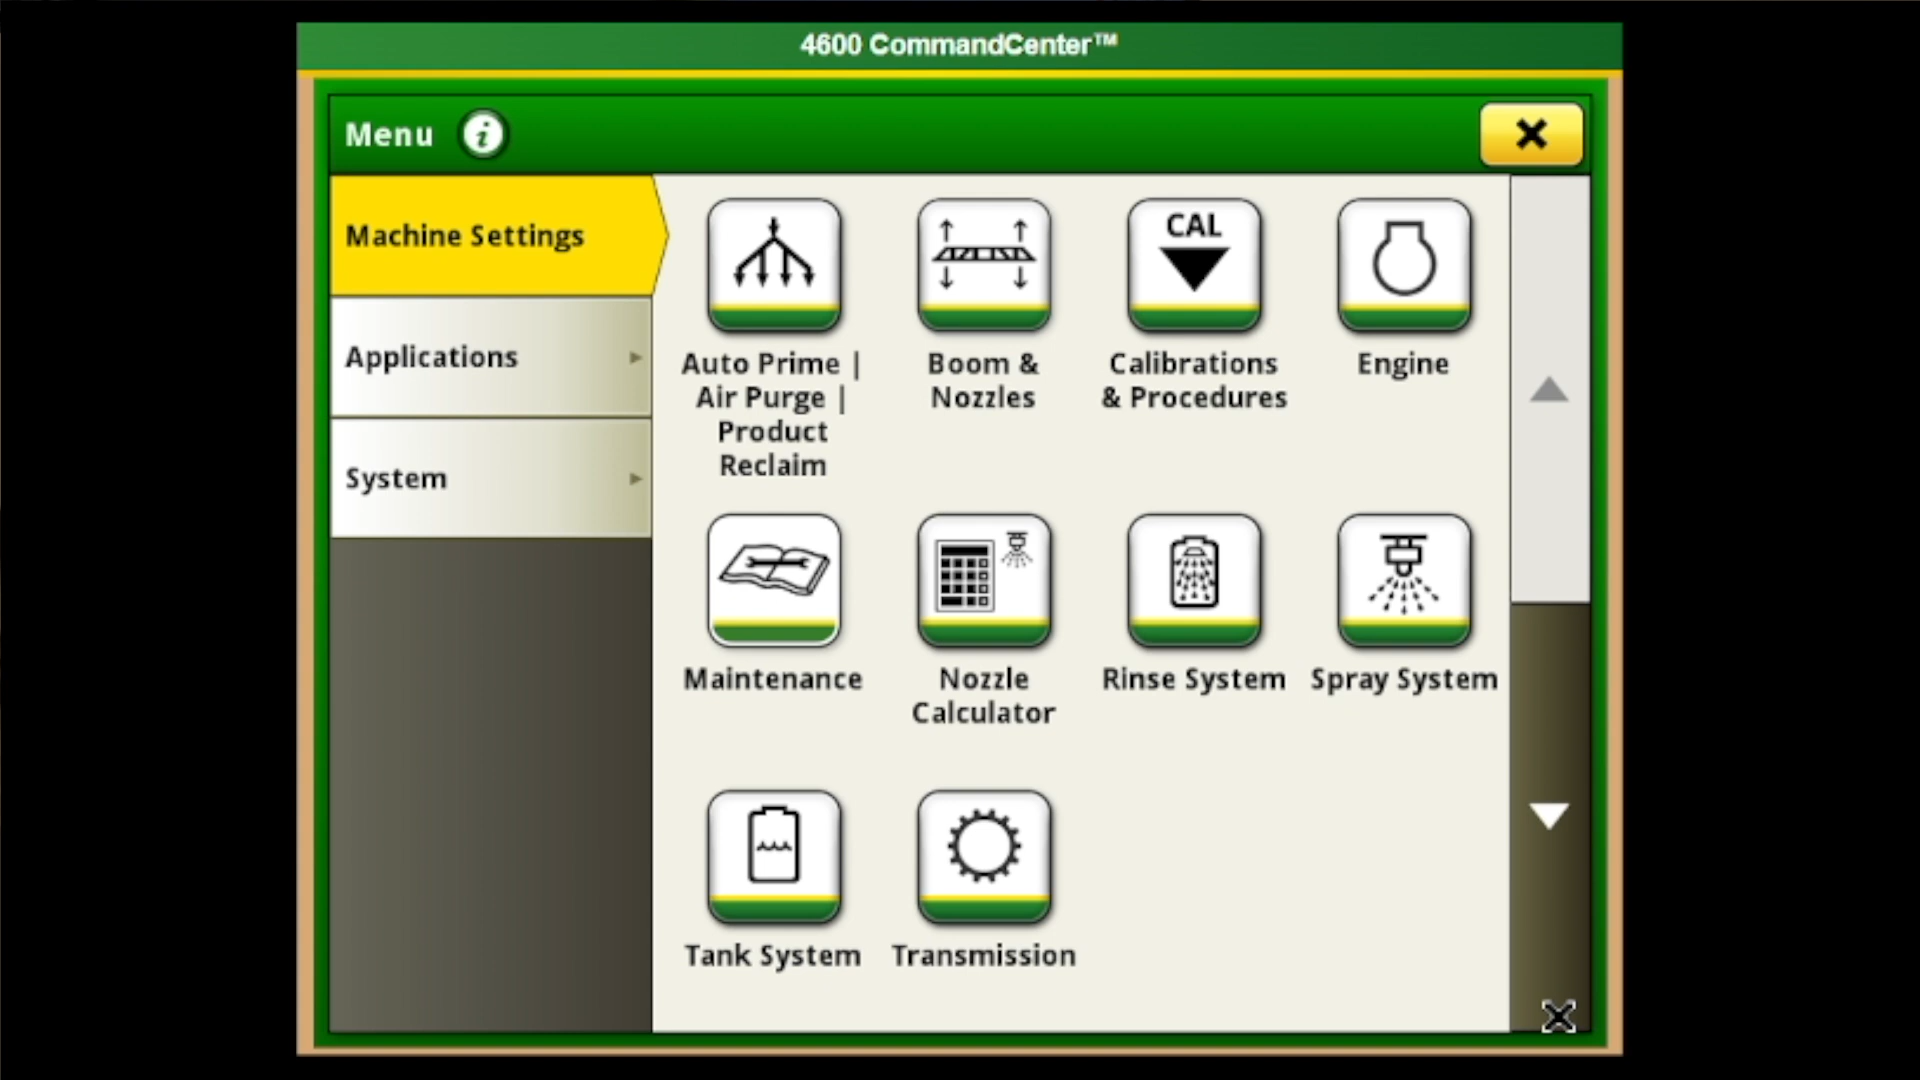 4600 CommandCenter™
Menu
Machine Settings
Applications
System
CAL
Auto Prime |
Air Purge |
Product
Reclaim
Boom &
Nozzles
Calibrations
& Procedures
Engine
Maintenance
Nozzle
Calculator
Rinse System
Spray System
Tank System
Transmission